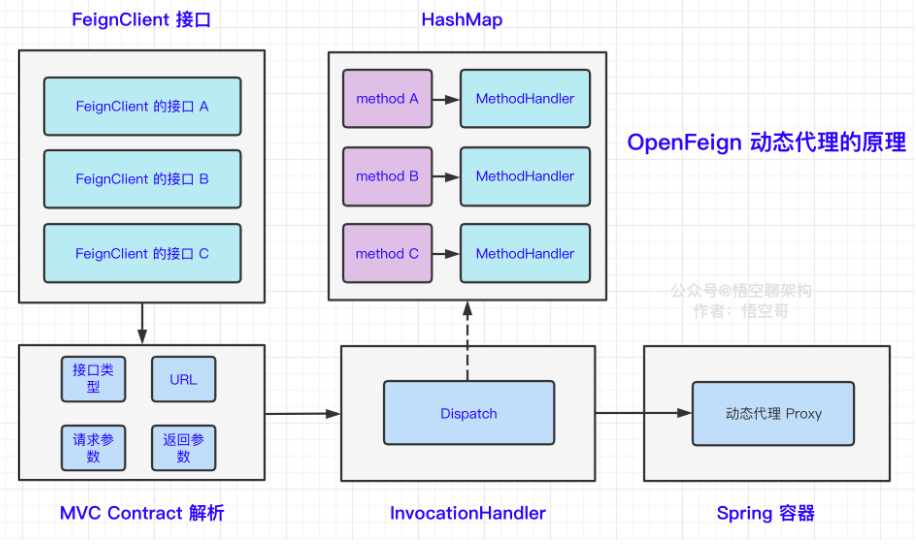 FeignClient 接口
HashMap
FeignClient 的接口 A
FeignClient 的接口 B
FeignClient 的接口 C
method A
MethodHandler
method B
MethodHandler
method C
MethodHandler
OpenFeign 动态代理的原理
公众号@悟空聊架构
作者：悟空哥
接口类
型
URL
请求参
数
返回参
数
Dispatch
动态代理 Proxy
MVC Contract 解析
InvocationHandler
Spring 容器